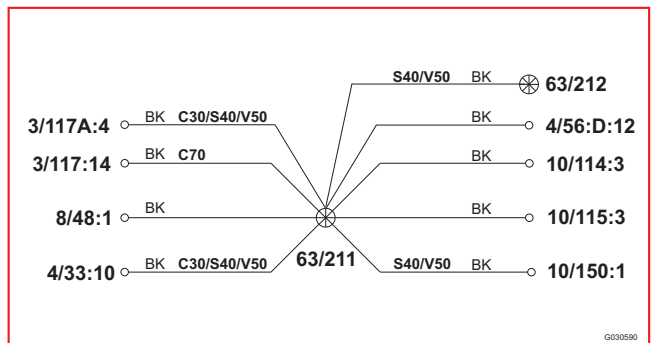 S40/V50 BK 63/212
3/117A:4 BK C30/S40/V50 BK 4/56:D:12
3/117:14 BK C70 BK 10/114:3
8/48:1 BK BK 10/115:3
63/211
4/33:10 BK C30/S40/V50 S40/V50 BK 10/150:1
G030590